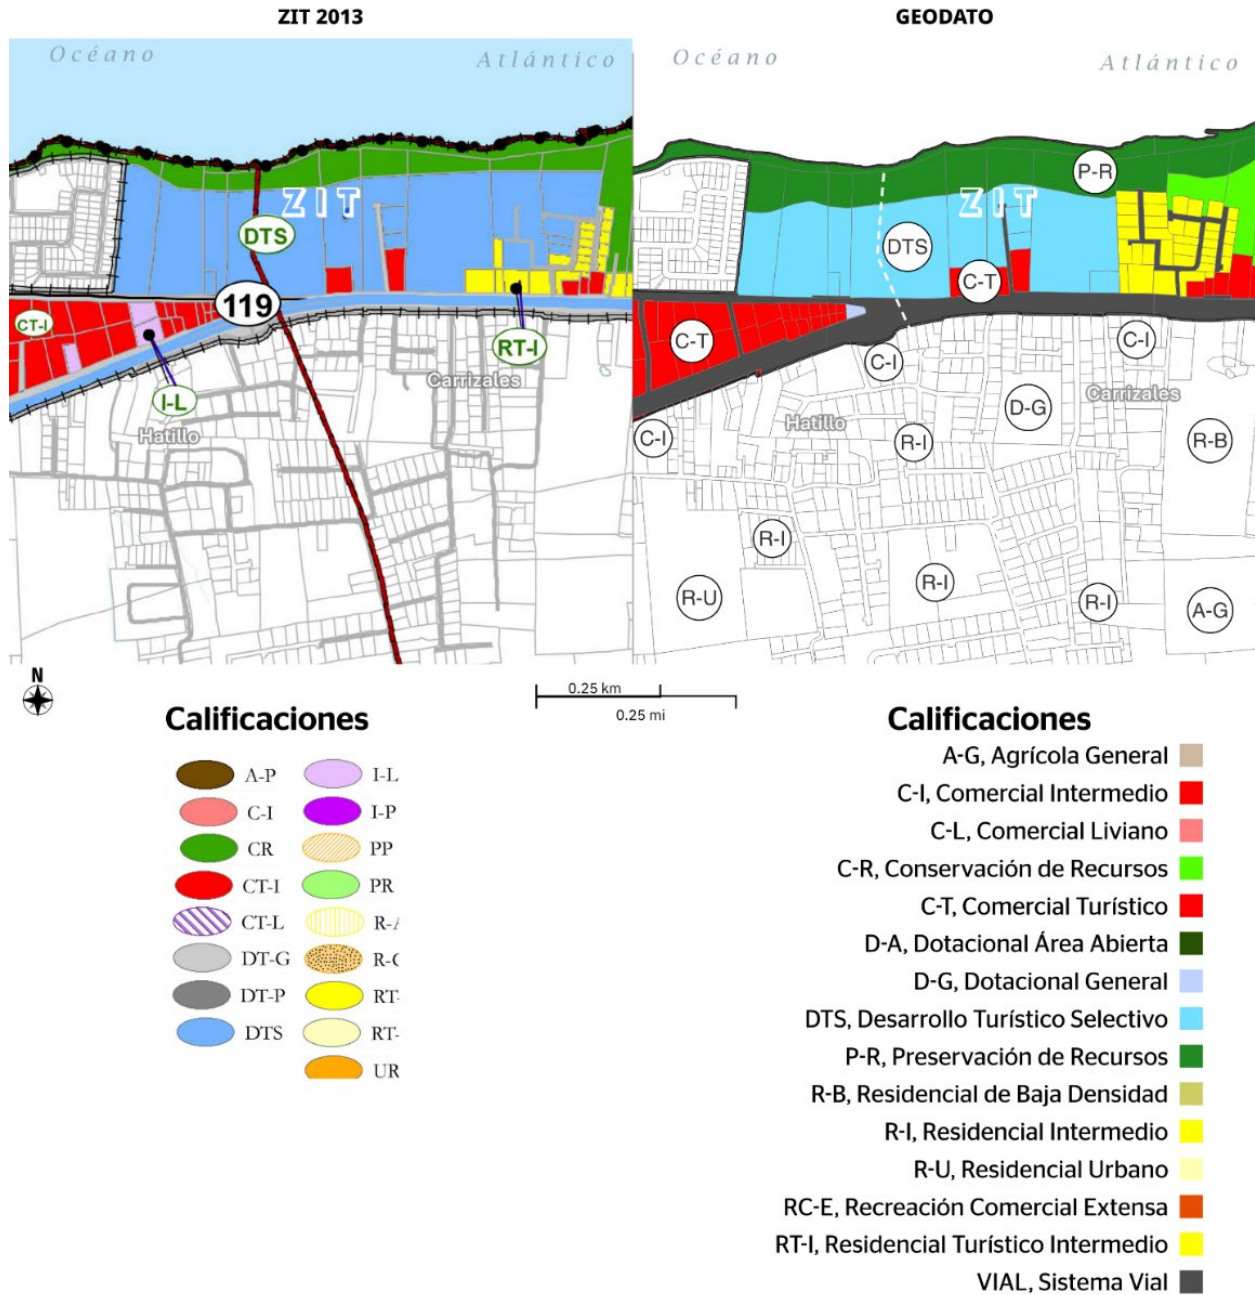 ZIT 2013
GEODATO
Océano
Atlántico
Océano
Atlántico
ZIT
DTS
119
CT-I
I-L
RT-I
Carrizales
Hatillo
P-R
ZIT
DTS
C-T
C-T
C-I
C-I
D-G
Carrizales
Hatillo
C-I
R-I
R-B
R-I
R-U
R-I
R-I
A-G
N
0.25 km
0.25 mi
Calificaciones
A-P
C-I
CR
CT-I
CT-L
DT-G
DT-P
DTS
I-L
I-P
PP
PR
RT-
RT-
UR
Calificaciones
A-G, Agrícola General
C-I, Comercial Intermedio
C-L, Comercial Liviano
C-R, Conservación de Recursos
C-T, Comercial Turístico
D-A, Dotacional Área Abierta
D-G, Dotacional General
DTS, Desarrollo Turístico Selectivo
P-R, Preservación de Recursos
R-B, Residencial de Baja Densidad
R-I, Residencial Intermedio
R-U, Residencial Urbano
RC-E, Recreación Comercial Extensa
RT-I, Residencial Turístico Intermedio
VIAL, Sistema Vial